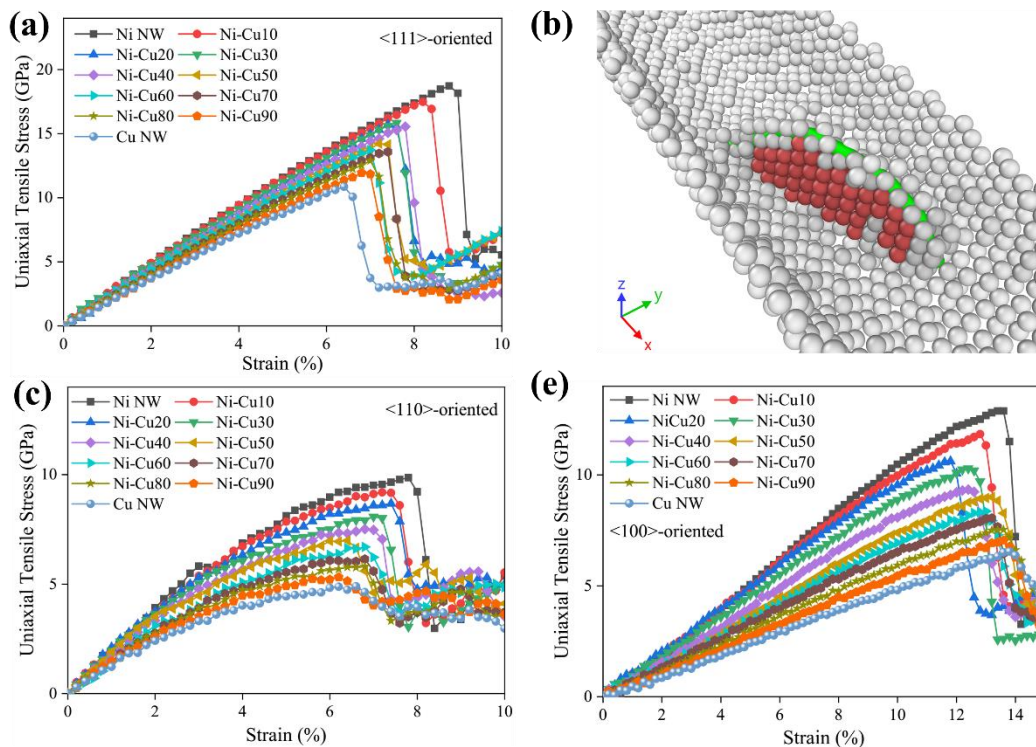 (a)
Ni NW Ni-Cu10
Ni-Cu20 Ni-Cu30
Ni-Cu40 Ni-Cu50
Ni-Cu60 Ni-Cu70
Ni-Cu80 Ni-Cu90
Cu NW
<111>-oriented
20
15
10
5
0
Uniaxial Tensile Stress (GPa)
0 2 4 6 8 10
Strain (%)
(b)
z
y
x
(c)
Ni NW Ni-Cu10
Ni-Cu20 Ni-Cu30
Ni-Cu40 Ni-Cu50
Ni-Cu60 Ni-Cu70
Ni-Cu80 Ni-Cu90
Cu NW
<110>-oriented
10
5
0
Uniaxial Tensile Stress (GPa)
0 2 4 6 8 10
Strain (%)
(e)
Ni NW Ni-Cu10
NiCu20 Ni-Cu30
Ni-Cu40 Ni-Cu50
Ni-Cu60 Ni-Cu70
Ni-Cu80 Ni-Cu90
Cu NW
<100>-oriented
10
5
0
Uniaxial Tensile Stress (GPa)
0 2 4 6 8 10 12 14
Strain (%)